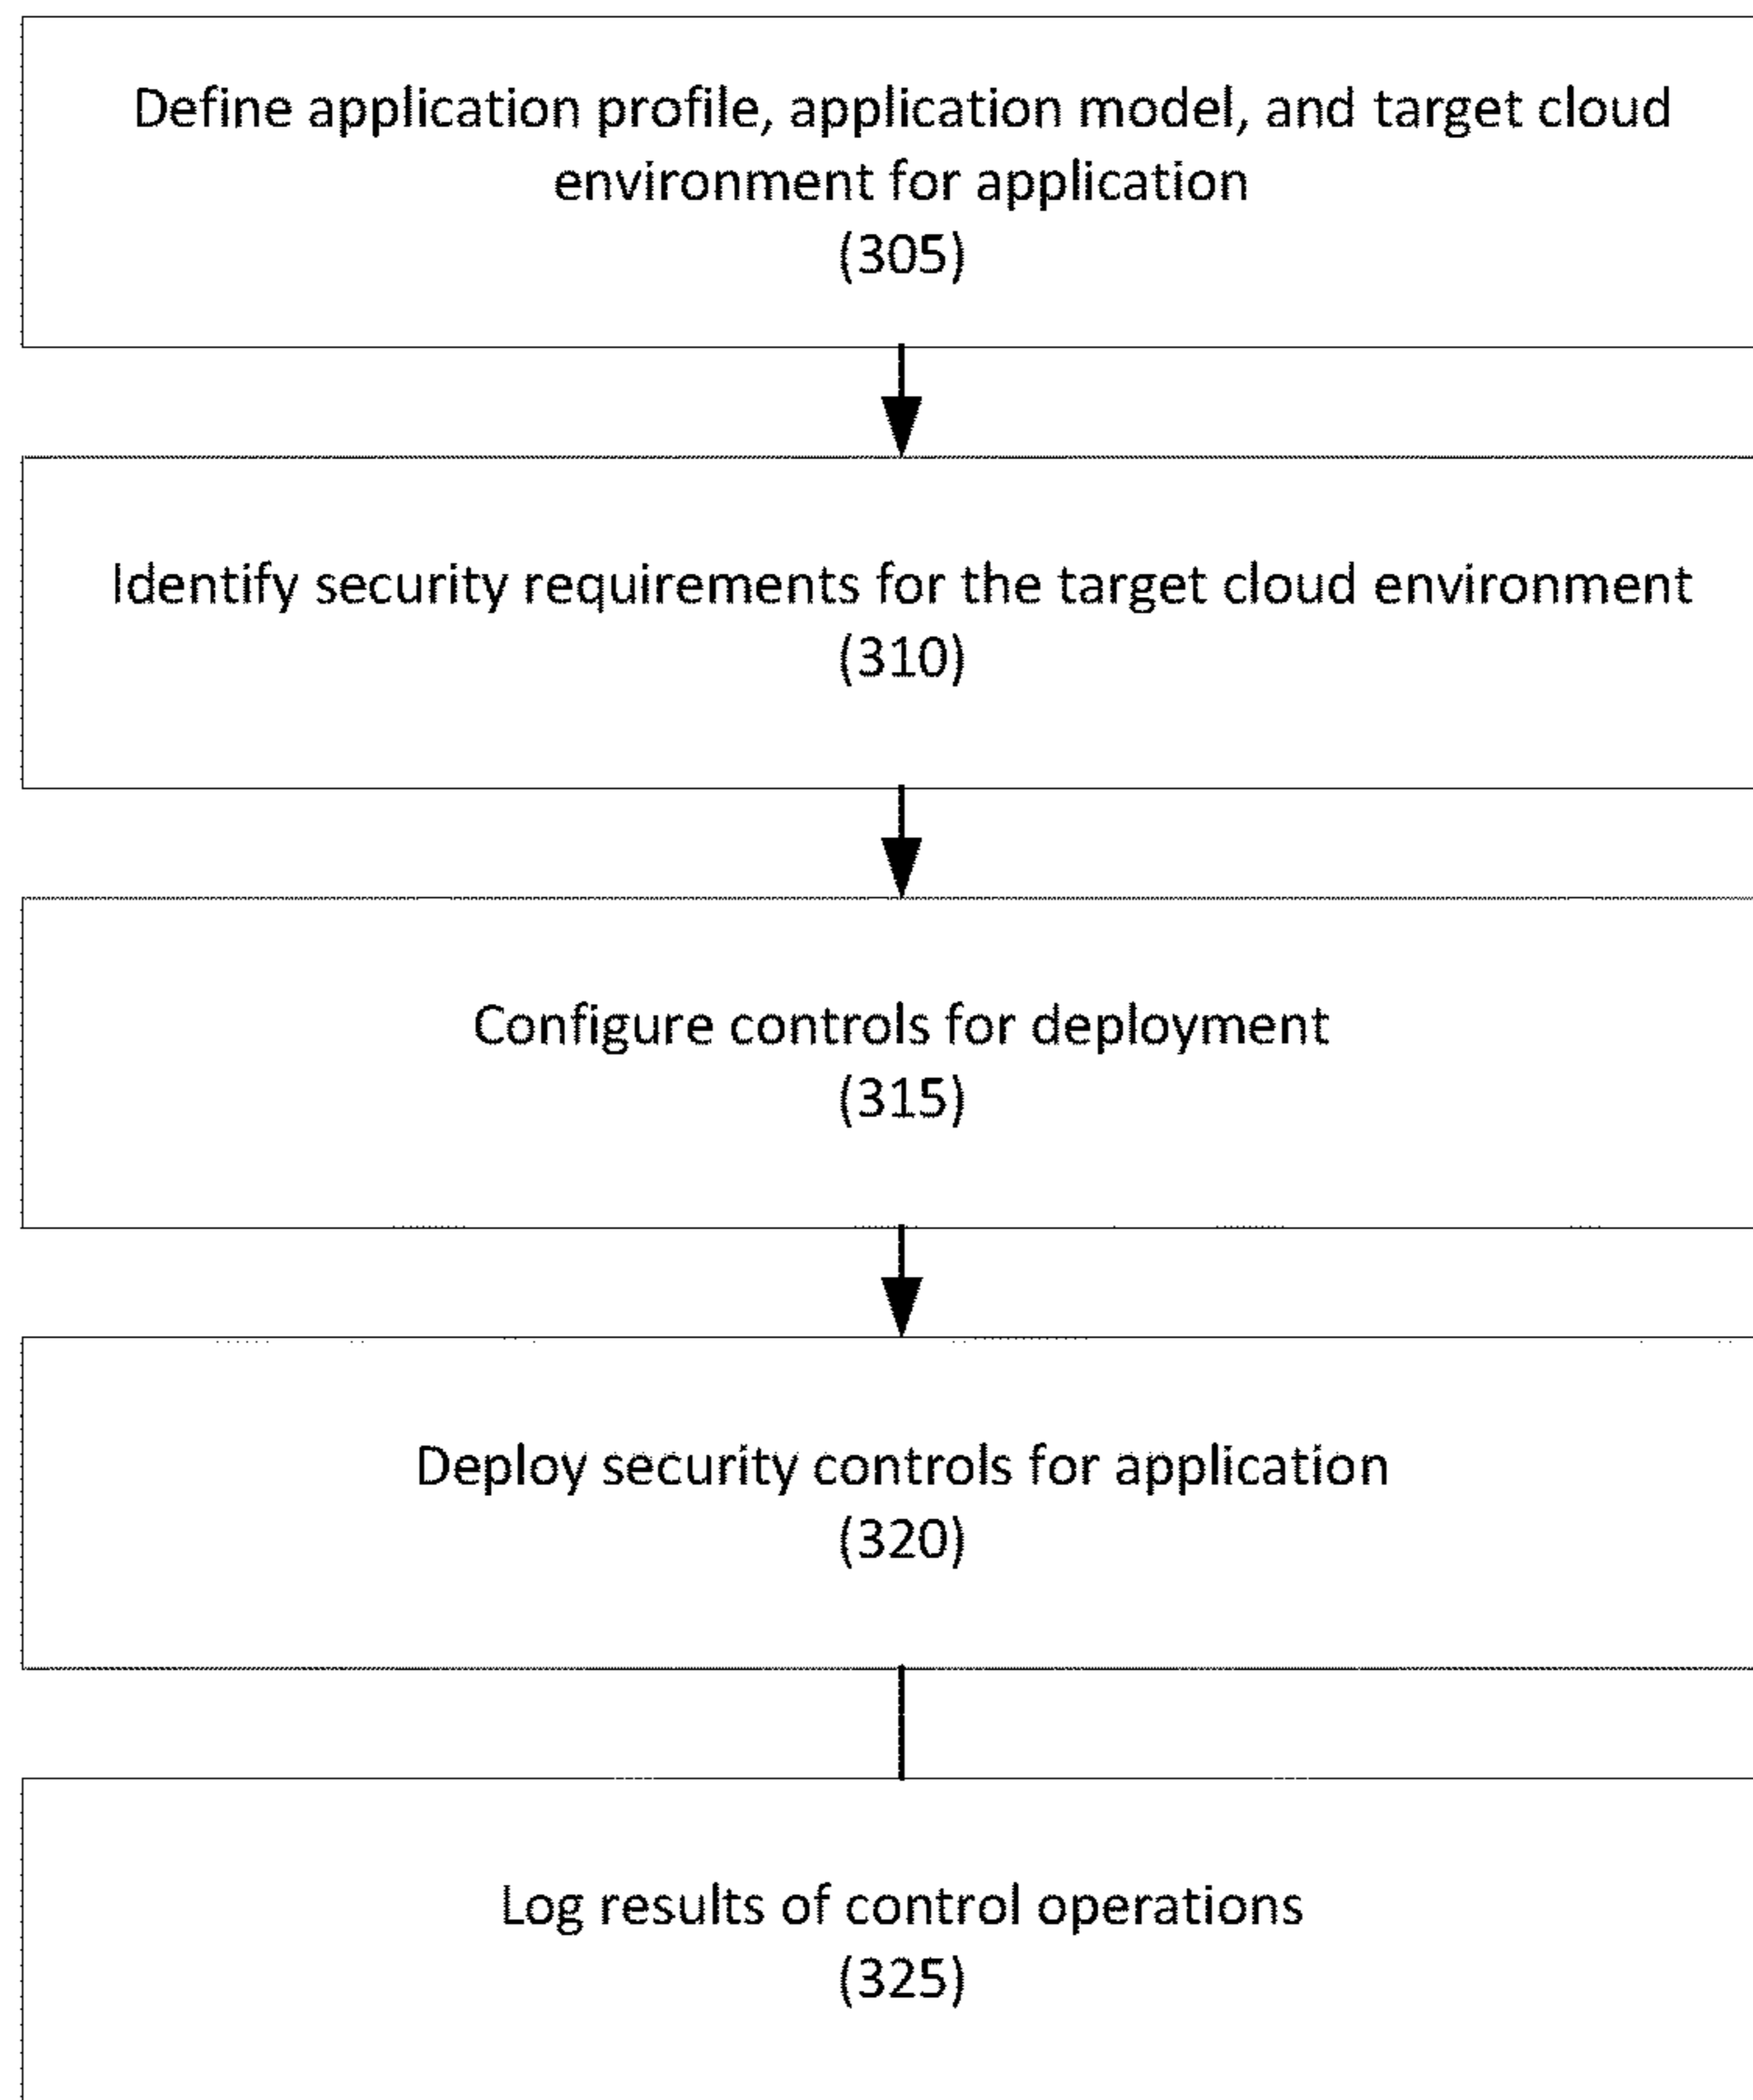 Define application profile, application model, and target cloud
environment for application
(305)
Identify security requirements for the target cloud environment
(310)
Configure controls for deployment
(315)
Deploy security controls for application
(320)
Log results of control operations
(325)